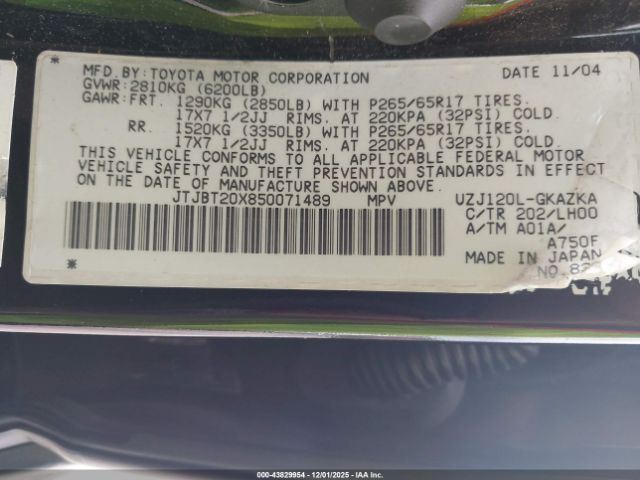 * MFD.BY:TOYOTA MOTOR CORPORATION DATE 11/04
GVWR:2810KG (6200LB)
GAWR:FRT. 1290KG (2850LB) WITH P265/65R17 TIRES.
17X7 1/2JJ RIMS. AT 220KPA (32PSI) COLD.
RR. 1520KG (3350LB) WITH P265/65R17 TIRES.
17X7 1/2JJ RIMS. AT 220KPA (32PSI) COLD.
THIS VEHICLE CONFORMS TO ALL APPLICABLE FEDERAL MOTOR
VEHICLE SAFETY AND THEFT PREVENTION STANDARDS IN EFFECT
ON THE DATE OF MANUFACTURE SHOWN ABOVE.
JTJBT20X850071489 MPV UZJ120L-GKAZKA
C/TR 202/LH00
A/TM A01A/
A750F
* MADE IN JAPAN
NO.82
000-43829954 | 12/01/2025 - Copyright © IAA, Inc.